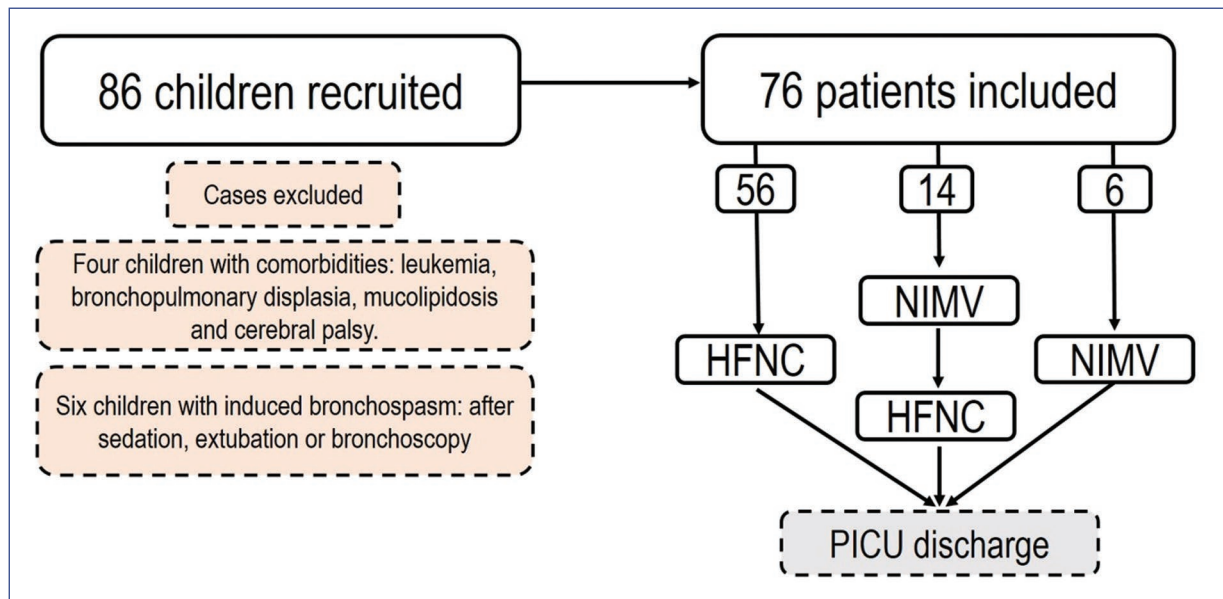 86 children recruited
76 patients included
Cases excluded
Four children with comorbidities: leukemia,
bronchopulmonary displasia, mucolipidosis
and cerebral palsy.
Six children with induced bronchospasm: after
sedation, extubation or bronchoscopy
56
14
6
NIMV
HFNC
NIMV
HFNC
PICU discharge